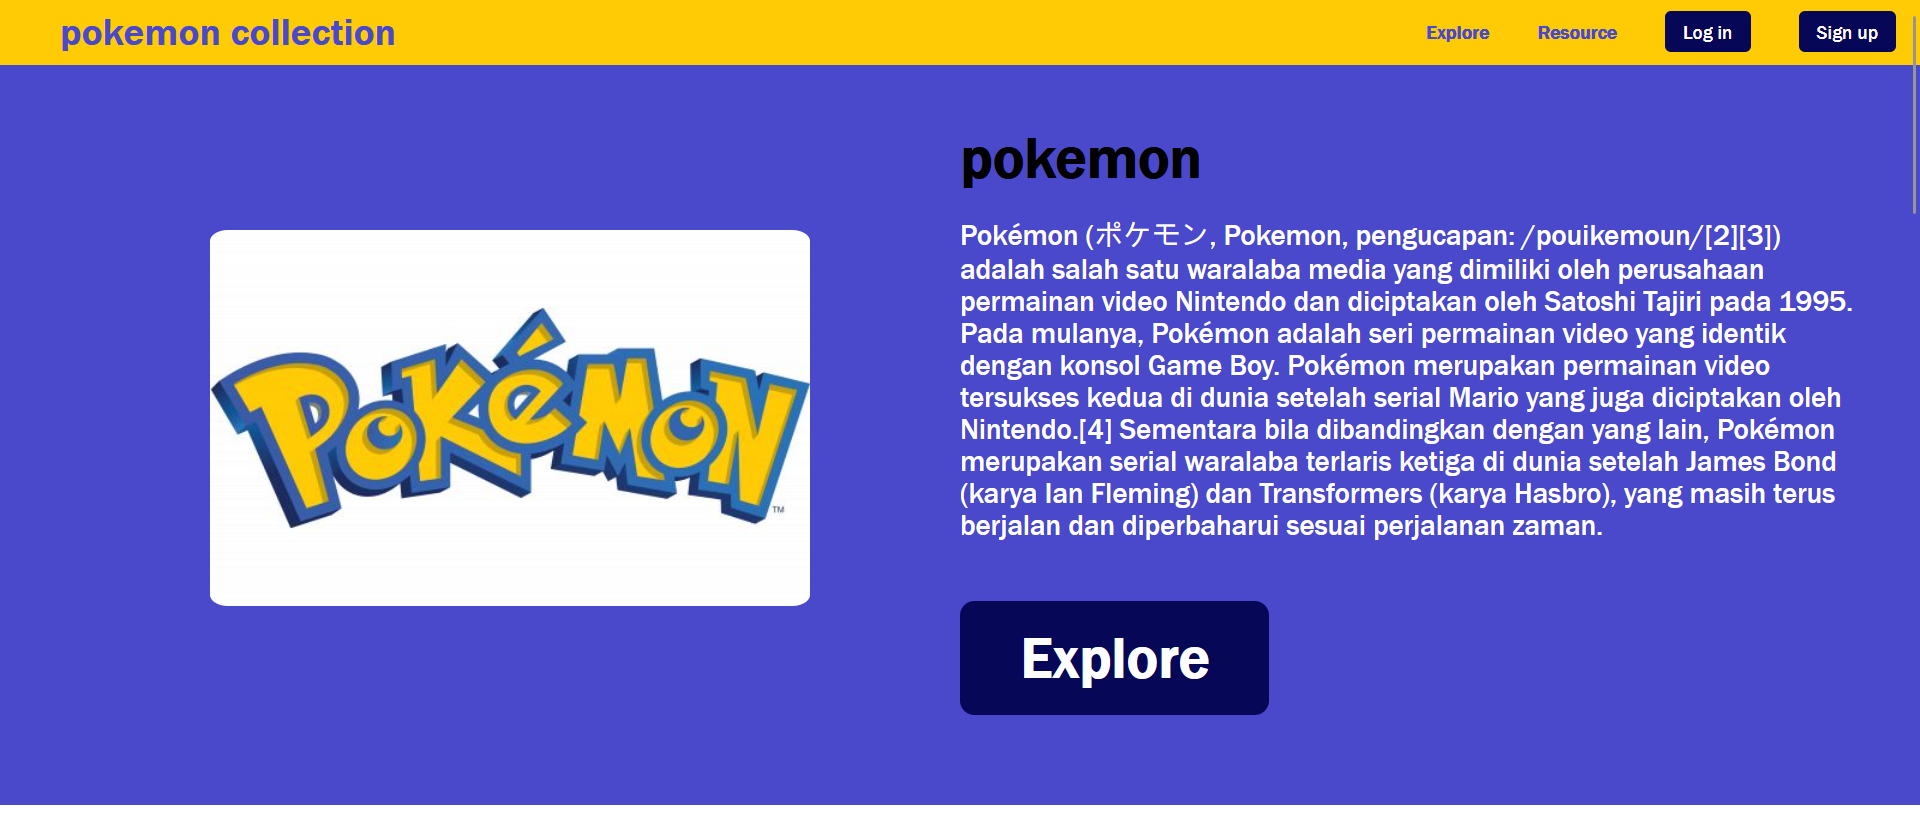 pokemon collection
Explore
Resource
Log in
Sign up
pokemon
Pokémon (ポケモン, Pokemon, pengucapan: /pouikemoun/[2][3])
adalah salah satu waralaba media yang dimiliki oleh perusahaan
permainan video Nintendo dan diciptakan oleh Satoshi Tajiri pada 1995.
Pada mulanya, Pokémon adalah seri permainan video yang identik
dengan konsol Game Boy. Pokémon merupakan permainan video
tersukses kedua di dunia setelah serial Mario yang juga diciptakan oleh
Nintendo.[4] Sementara bila dibandingkan dengan yang lain, Pokémon
merupakan serial waralaba terlaris ketiga di dunia setelah James Bond
(karya Ian Fleming) dan Transformers (karya Hasbro), yang masih terus
berjalan dan diperbaharui sesuai perjalanan zaman.
POKéMON
TM
Explore